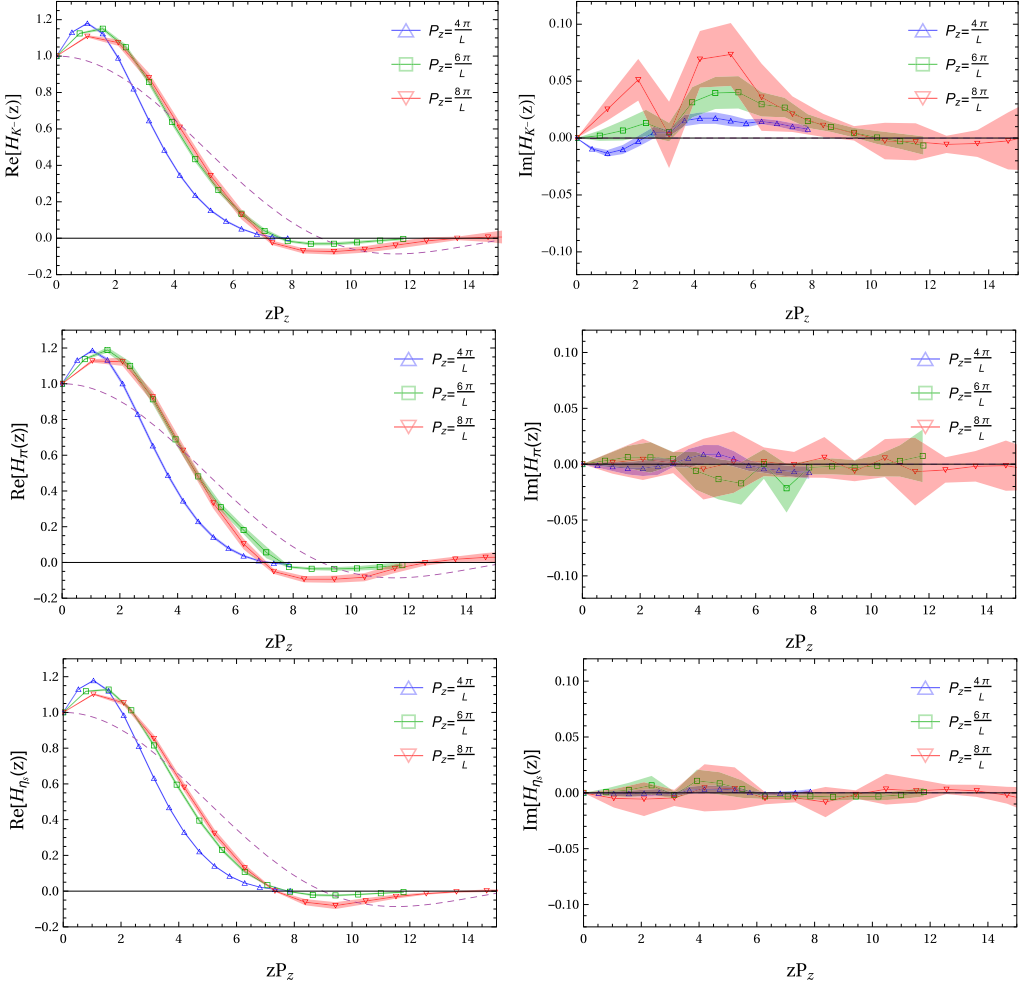 Re[H_K⁻(z)]
1.2
1.0
0.8
0.6
0.4
0.2
0.0
−0.2
0 2 4 6 8 10 12 14
zP_z
P_z=4π/L
P_z=6π/L
P_z=8π/L
Im[H_K⁻(z)]
0.10
0.05
0.00
−0.05
−0.10
0 2 4 6 8 10 12 14
zP_z
P_z=4π/L
P_z=6π/L
P_z=8π/L
Re[H_π(z)]
1.2
1.0
0.8
0.6
0.4
0.2
0.0
−0.2
0 2 4 6 8 10 12 14
zP_z
P_z=4π/L
P_z=6π/L
P_z=8π/L
Im[H_π(z)]
0.10
0.05
0.00
−0.05
−0.10
0 2 4 6 8 10 12 14
zP_z
P_z=4π/L
P_z=6π/L
P_z=8π/L
Re[H_η_s(z)]
1.2
1.0
0.8
0.6
0.4
0.2
0.0
−0.2
0 2 4 6 8 10 12 14
zP_z
P_z=4π/L
P_z=6π/L
P_z=8π/L
Im[H_η_s(z)]
0.10
0.05
0.00
−0.05
−0.10
0 2 4 6 8 10 12 14
zP_z
P_z=4π/L
P_z=6π/L
P_z=8π/L